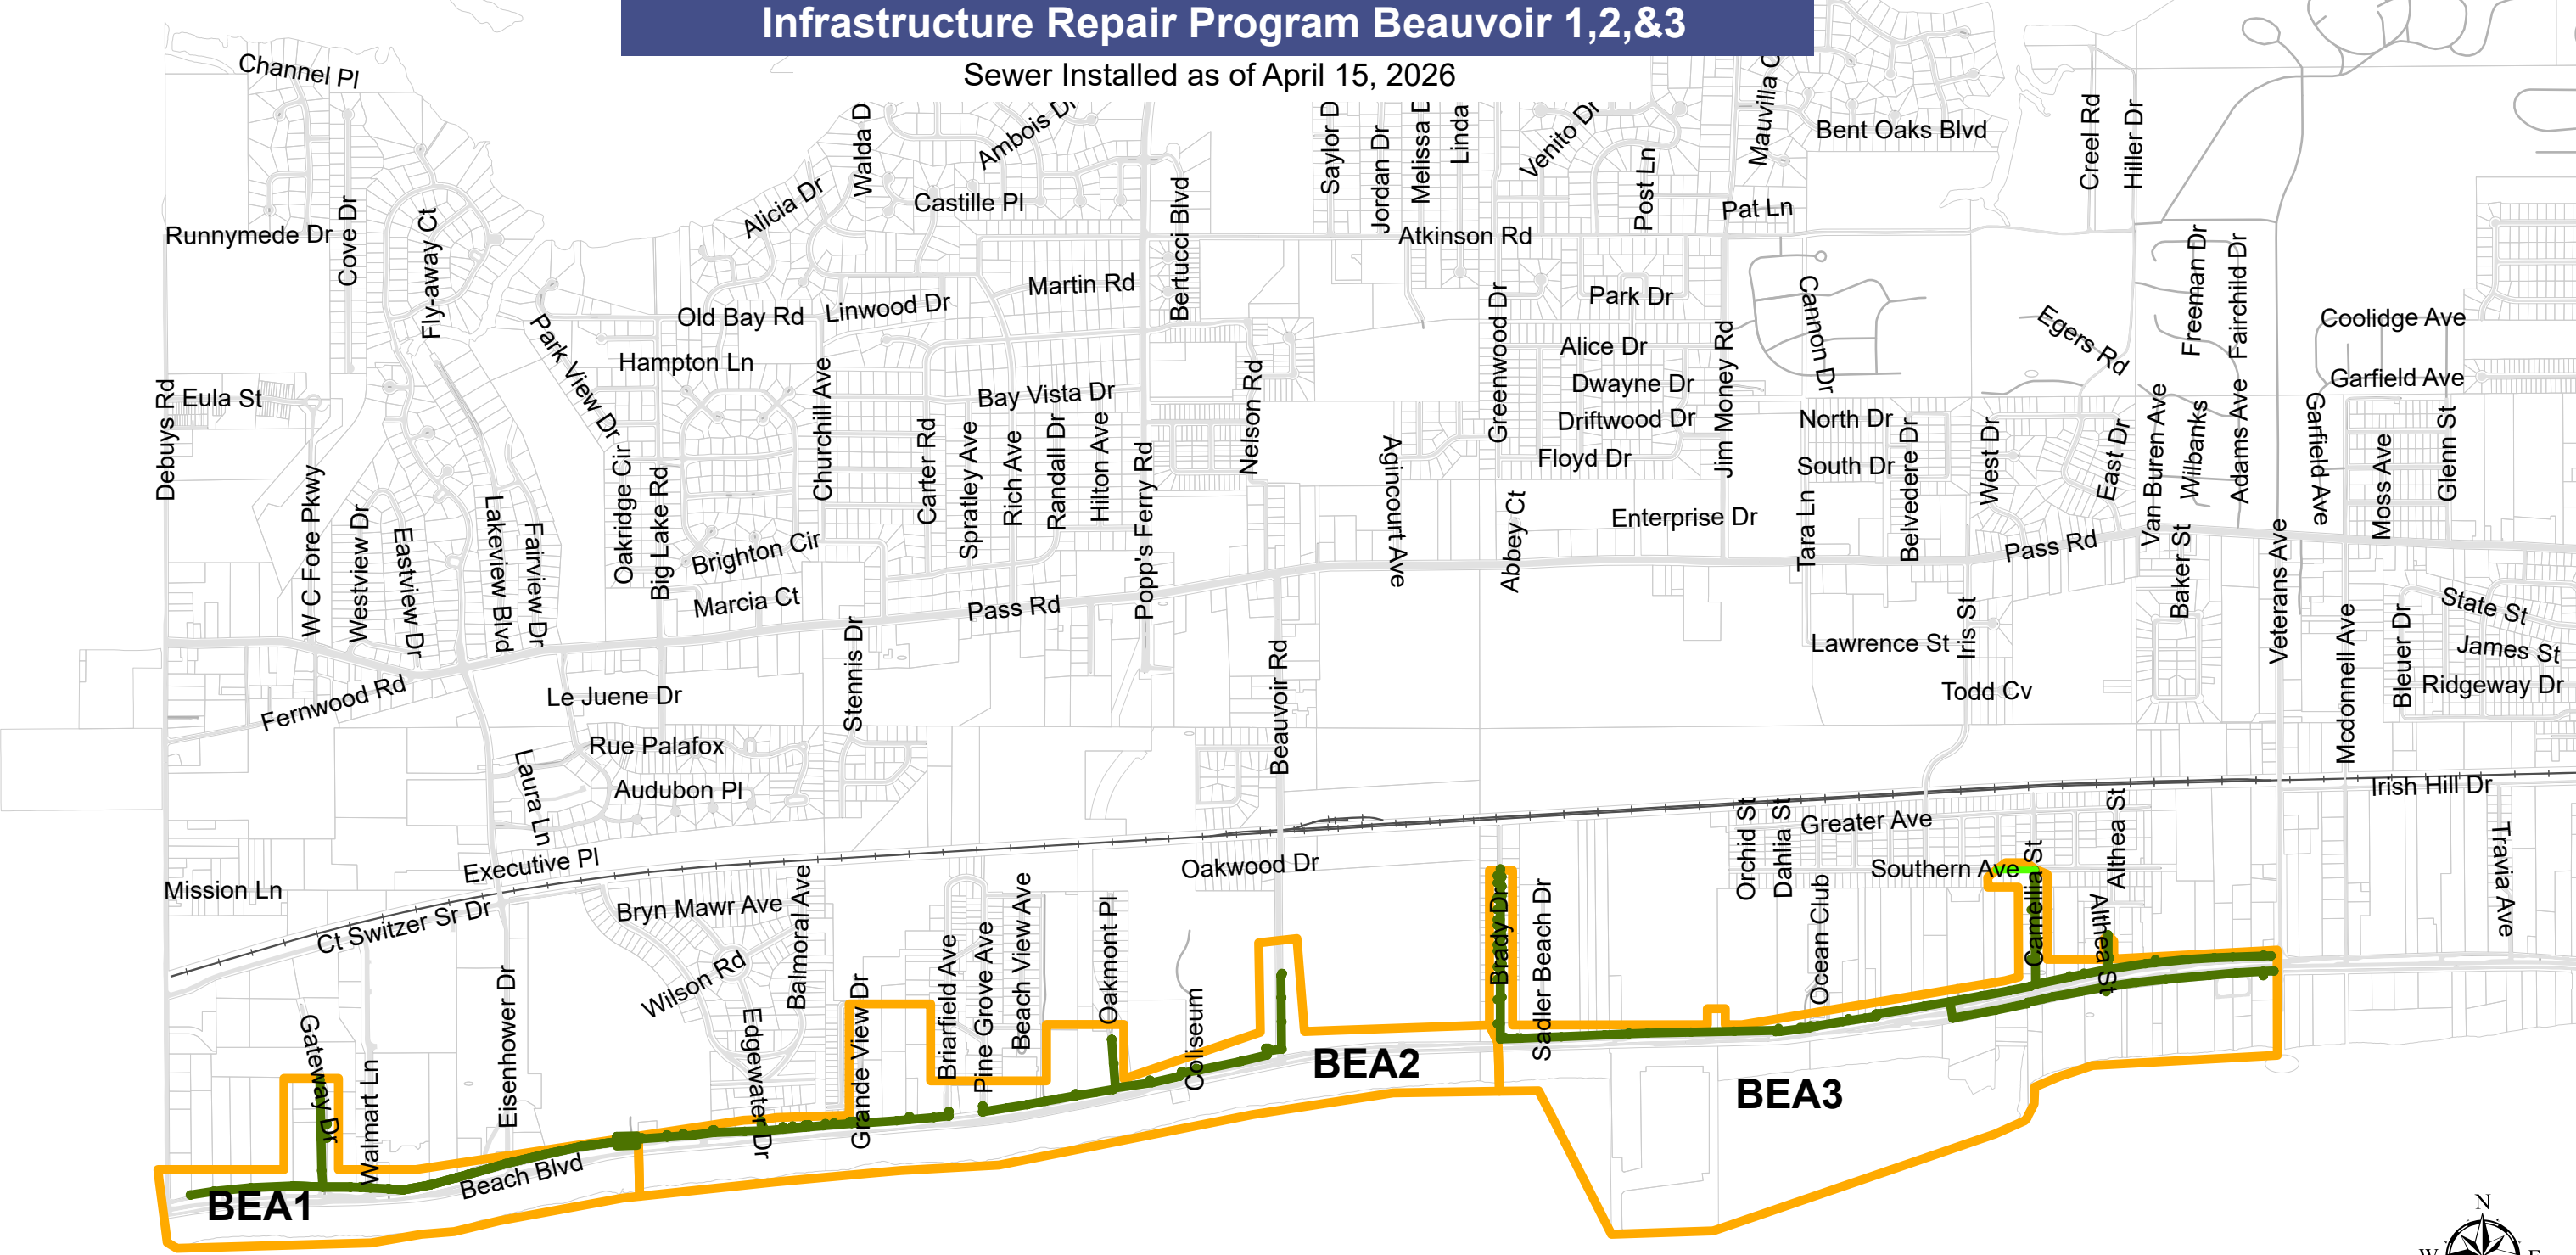 Infrastructure Repair Program Beauvoir 1,2,&3
Sewer Installed as of April 15, 2026
Channel Pl
Walda D
Ambois Dr
Saylor D
Jordan Dr
Melissa D
Linda
Venito Dr
Post Ln
Mauvilla C
Bent Oaks Blvd
Creel Rd
Hiller Dr
Runnymede Dr
Cove Dr
Fly-away Ct
Alicia Dr
Castille Pl
Bertucci Blvd
Atkinson Rd
Pat Ln
Freeman Dr
Fairchild Dr
Martin Rd
Old Bay Rd
Linwood Dr
Park View Dr
Hampton Ln
Greenwood Dr
Park Dr
Alice Dr
Dwayne Dr
Driftwood Dr
Floyd Dr
Jim Money Rd
Cannon Dr
Egers Rd
Coolidge Ave
Garfield Ave
Debuys Rd
Eula St
Churchill Ave
Bay Vista Dr
Nelson Rd
North Dr
South Dr
Belvedere Dr
West Dr
East Dr
Van Buren Ave
Wilbanks
Adams Ave
Garfield Ave
Moss Ave
Glenn St
W C Fore Pkwy
Westview Dr
Eastview Dr
Lakeview Blvd
Fairview Dr
Oakridge Cir
Big Lake Rd
Brighton Cir
Marcia Ct
Carter Rd
Spratley Ave
Rich Ave
Randall Dr
Hilton Ave
Popp's Ferry Rd
Agincourt Ave
Abbey Ct
Enterprise Dr
Tara Ln
Pass Rd
Pass Rd
Baker St
Veterans Ave
Mcdonnell Ave
Bleuer Dr
State St
James St
Ridgeway Dr
Fernwood Rd
Le Juene Dr
Stennis Dr
Beauvoir Rd
Lawrence St
Iris St
Todd Cv
Rue Palafox
Audubon Pl
Laura Ln
Irish Hill Dr
Executive Pl
Mission Ln
Ct Switzer Sr Dr
Bryn Mawr Ave
Balmoral Ave
Wilson Rd
Edgewater Dr
Oakwood Dr
Orchid St
Dahlia St
Greater Ave
Southern Ave
Camellia St
Althea St
Althea St
Travia Ave
Gateway Dr
Walmart Ln
Eisenhower Dr
Grande View Dr
Briarfield Ave
Pine Grove Ave
Beach View Ave
Oakmont Pl
Coliseum
Brady Dr
Sadler Beach Dr
Ocean Club
Beach Blvd
BEA1
BEA2
BEA3
N
W
E